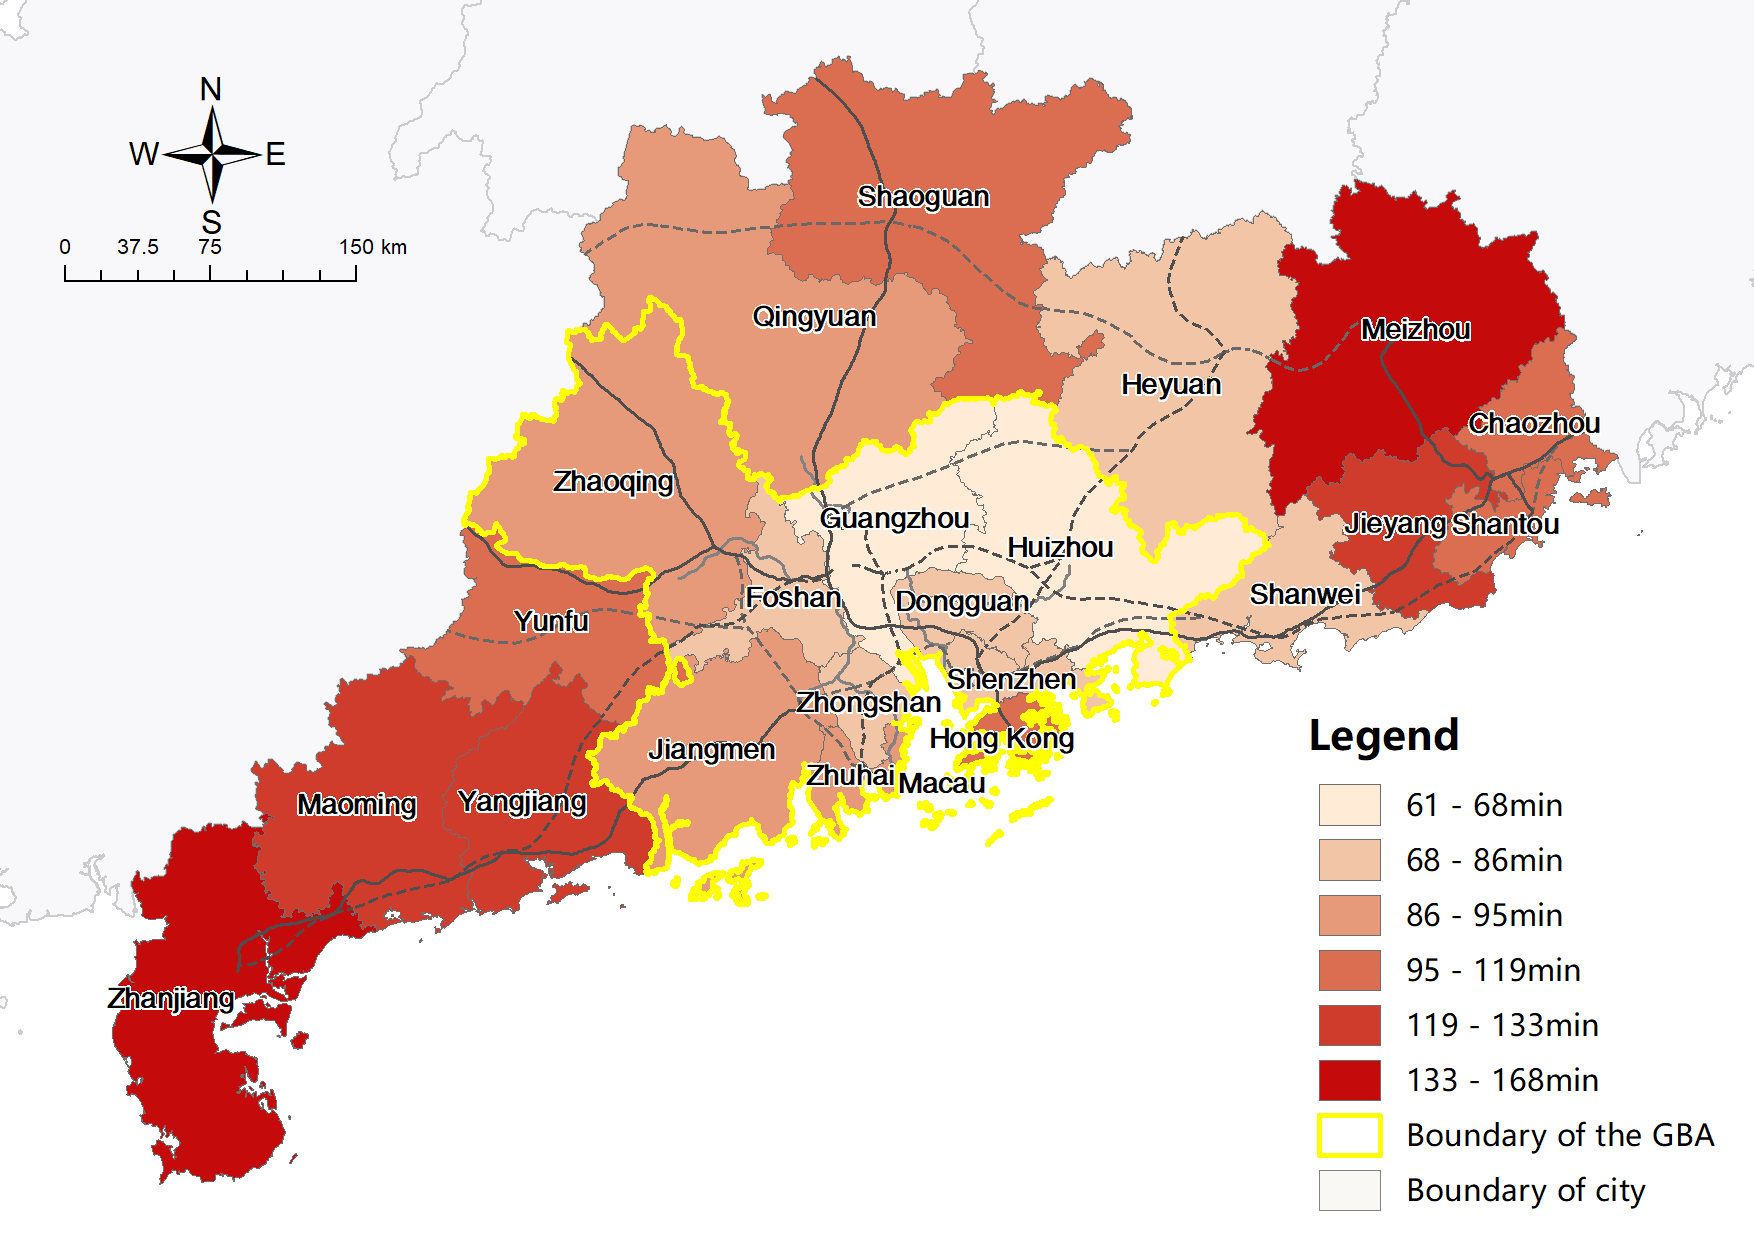 N
W
E
S
0
37.5
75
150 km
Shaoguan
Qingyuan
Meizhou
Heyuan
Chaozhou
Zhaoqing
Guangzhou
Jieyang
Shantou
Huizhou
Foshan
Dongguan
Shanwei
Yunfu
Shenzhen
Zhongshan
Hong Kong
Jiangmen
Zhuhai
Macau
Maoming
Yangjiang
Zhanjiang
Legend
61 - 68min
68 - 86min
86 - 95min
95 - 119min
119 - 133min
133 - 168min
Boundary of the GBA
Boundary of city